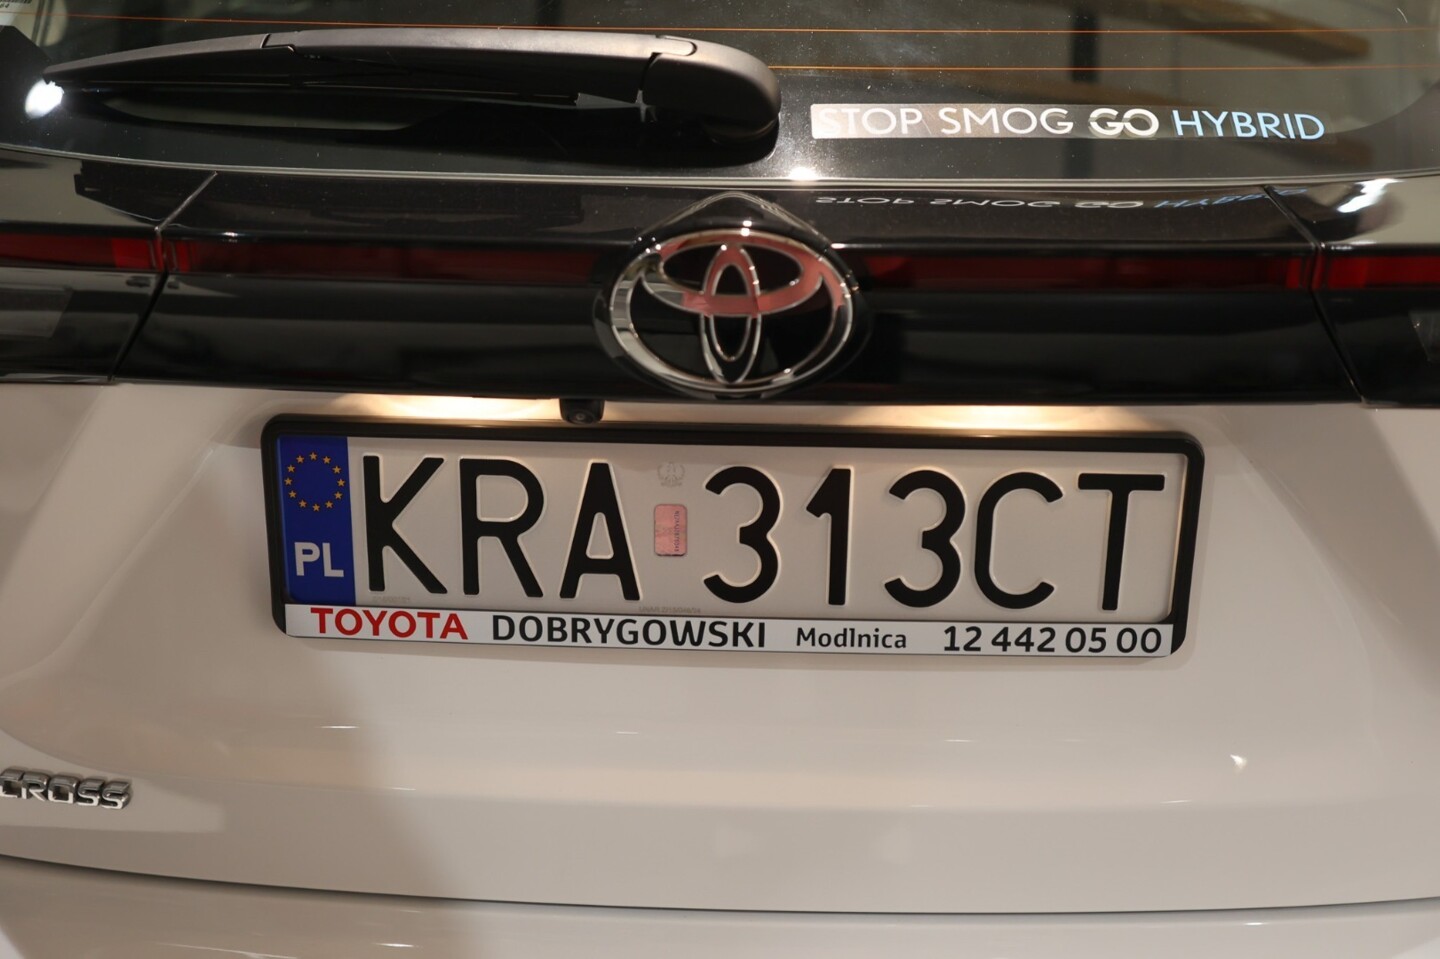 STOP SMOG GO HYBRID
PL KRA 313CT
TOYOTA DOBRYGOWSKI Modlnica 12 442 05 00
CROSS